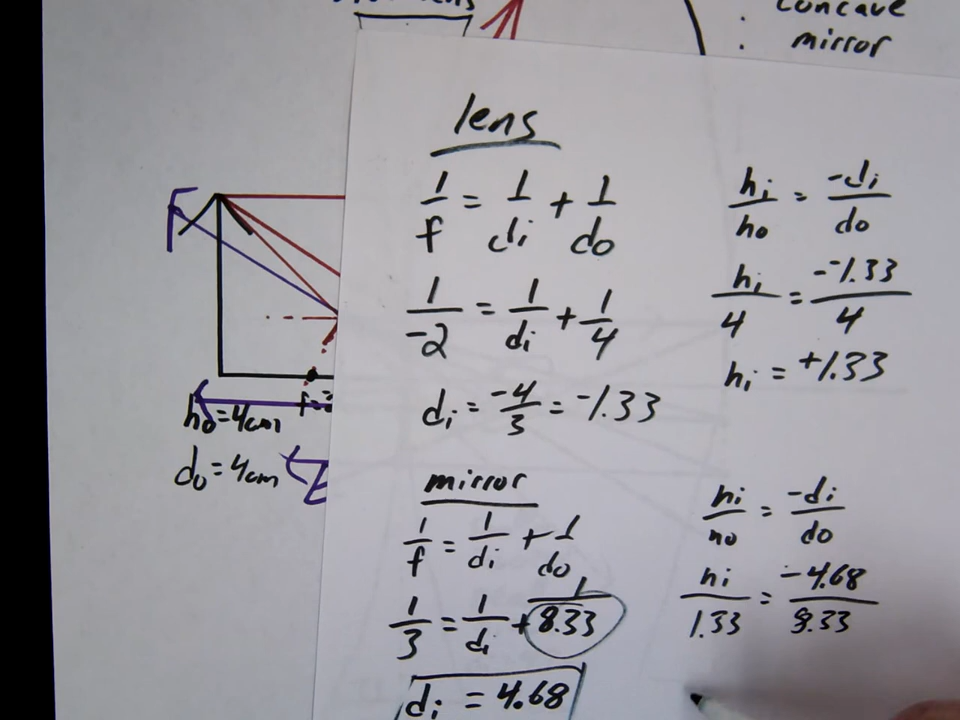 lens
concave
mirror
lens
1/f = 1/di + 1/do
1/-2 = 1/di + 1/4
di = -4/3 = -1.33
hi/ho = -di/do
hi/4 = --1.33/4
hi = +1.33
ho = 4cm
do = 4cm
mirror
1/f = 1/di + 1/do
1/3 = 1/di + 1/8.33
di = 4.68
hi/ho = -di/do
hi/1.33 = -4.68/8.33